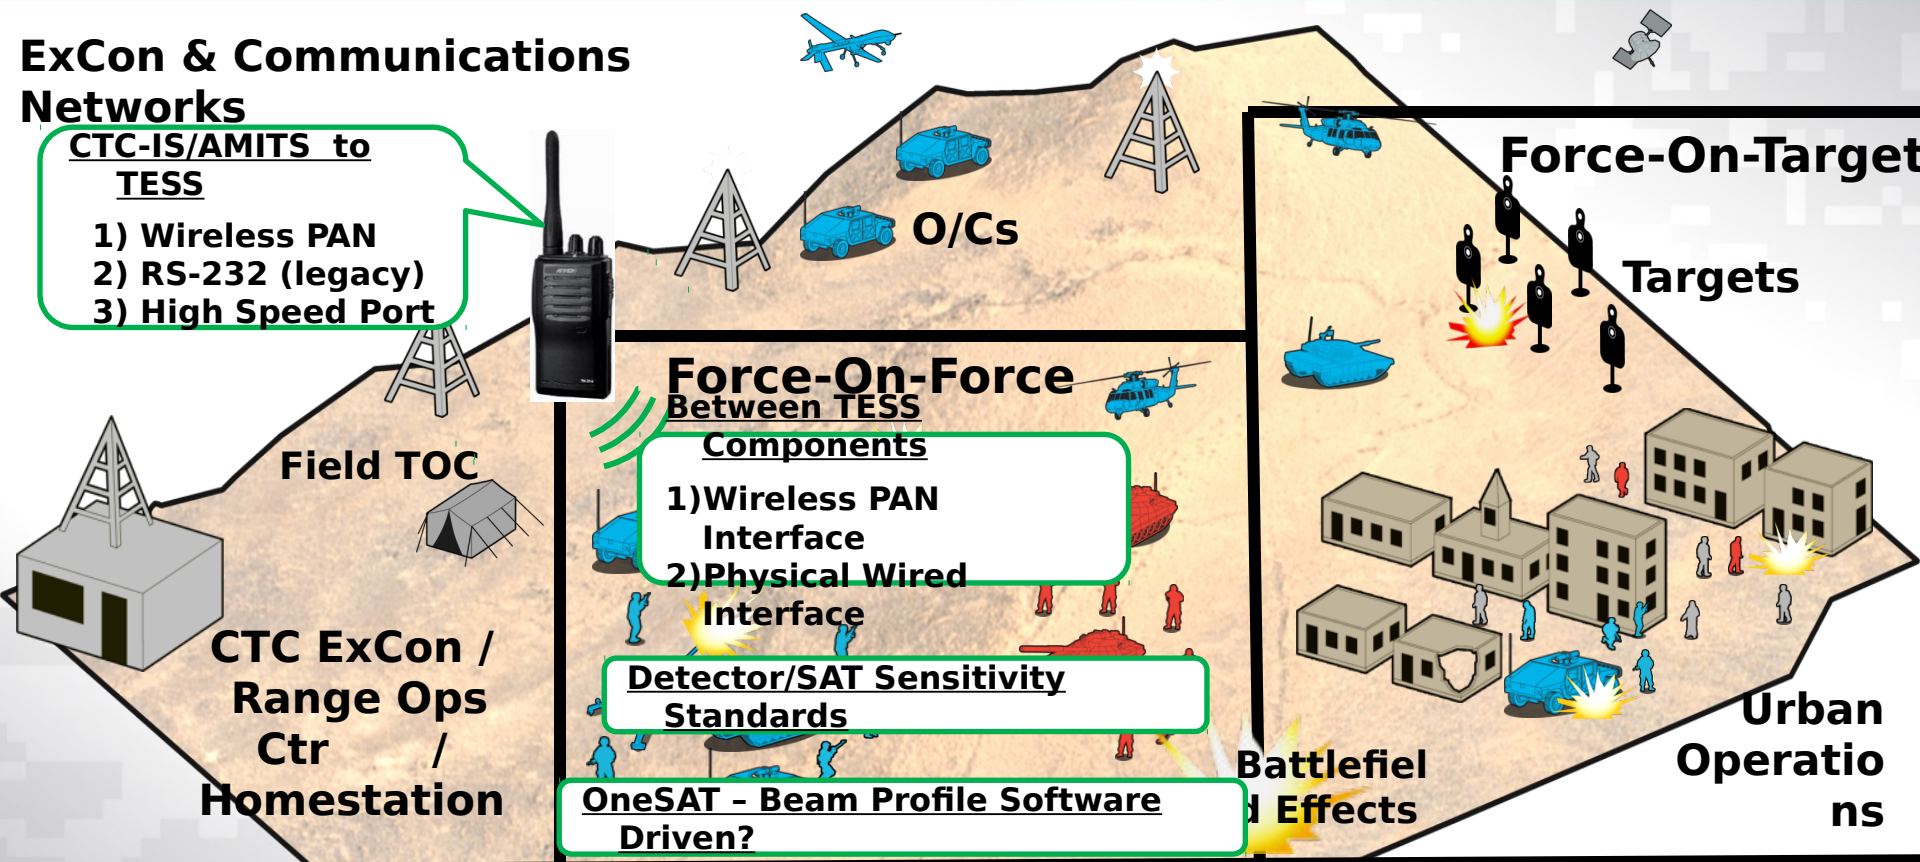 ExCon & Communications
Networks
CTC-IS/AMITS  to
TESS
1) Wireless PAN
2) RS-232 (legacy)
3) High Speed Port
O/Cs
Force-On-Target
Targets
Force-On-Force
Between TESS
Components
1)Wireless PAN
Interface
2)Physical Wired
Interface
Field TOC
CTC ExCon /
Range Ops
Ctr       /
Homestation
Detector/SAT Sensitivity
Standards
OneSAT – Beam Profile Software
Driven?
Battlefiel
d Effects
Urban
Operatio
ns